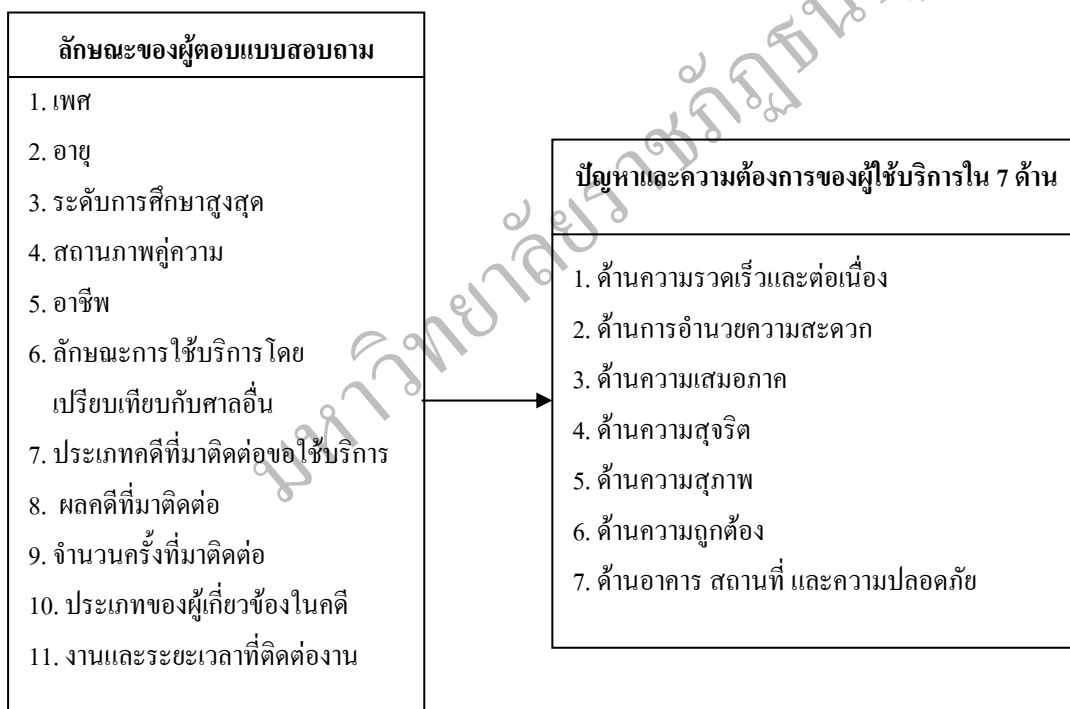 ลักษณะของผู้ตอบแบบสอบถาม
1. เพศ
2. อายุ
3. ระดับการศึกษาสูงสุด
4. สถานภาพคู่ความ
5. อาชีพ
6. ลักษณะการใช้บริการโดย
เปรียบเทียบกับศาลอื่น
7. ประเภทคดีที่มาติดต่อขอใช้บริการ
8. ผลคดีที่มาติดต่อ
9. จำนวนครั้งที่มาติดต่อ
10. ประเภทของผู้เกี่ยวข้องในคดี
11. งานและระยะเวลาที่ติดต่องาน
ปัญหาและความต้องการของผู้ใช้บริการใน 7 ด้าน
1. ด้านความรวดเร็วและต่อเนื่อง
2. ด้านการอำนวยความสะดวก
3. ด้านความเสมอภาค
4. ด้านความสุจริต
5. ด้านความสุภาพ
6. ด้านความถูกต้อง
7. ด้านอาคาร สถานที่ และความปลอดภัย
มหาวิทยาลัยราชภัฏ